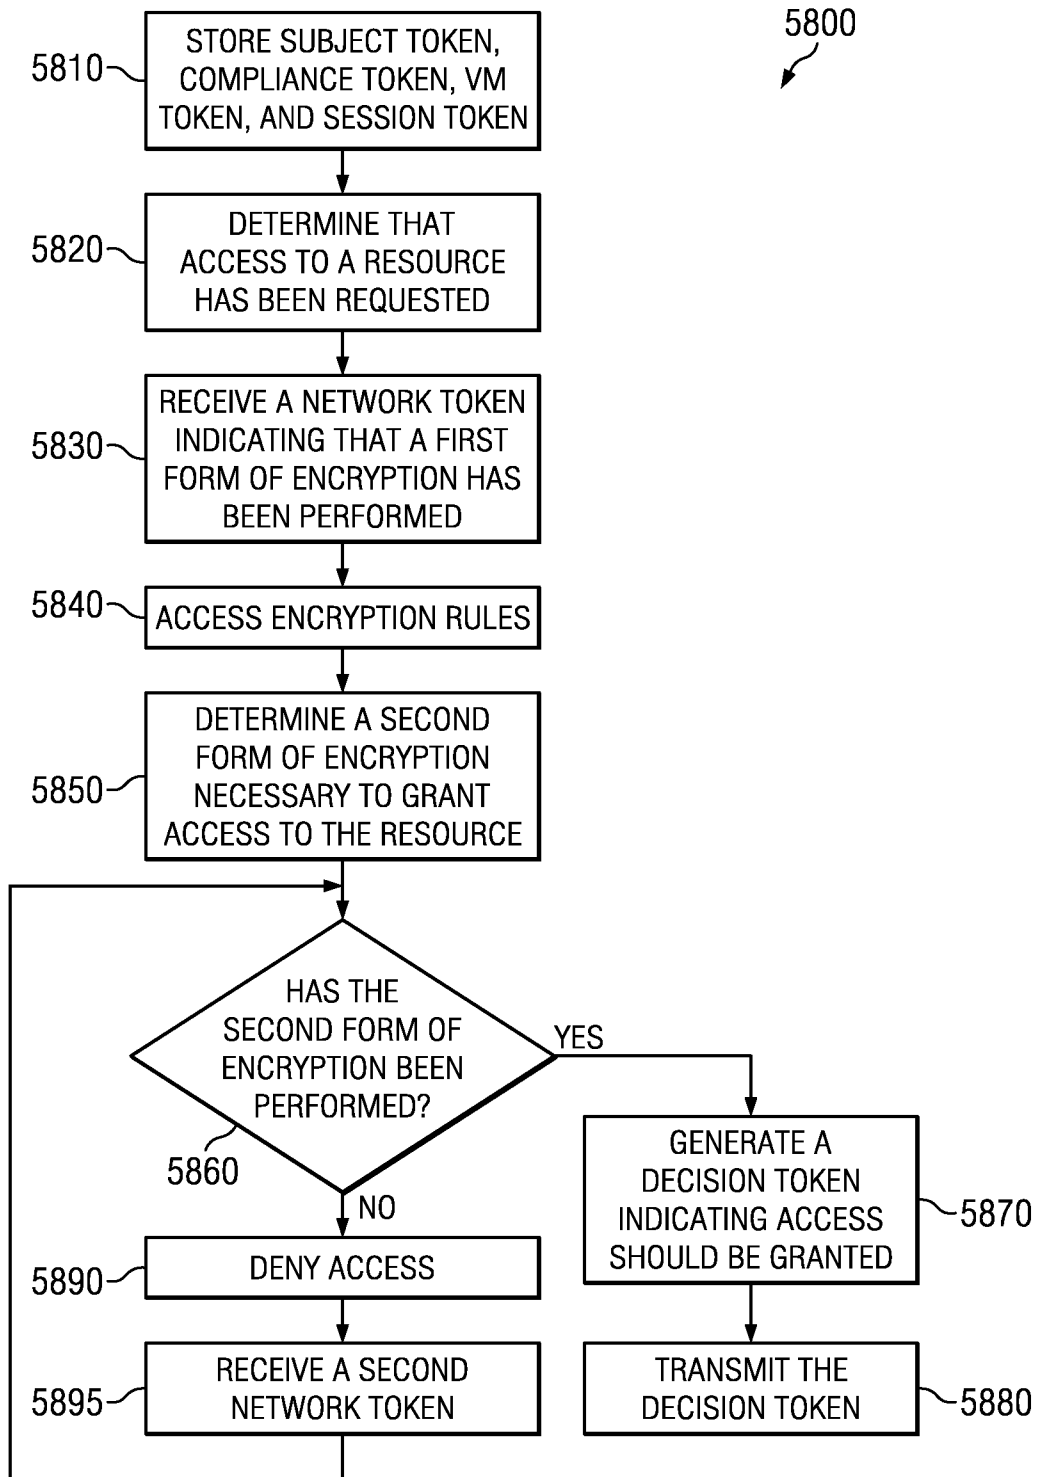 5800
5810
STORE SUBJECT TOKEN,
COMPLIANCE TOKEN, VM
TOKEN, AND SESSION TOKEN
5820
DETERMINE THAT
ACCESS TO A RESOURCE
HAS BEEN REQUESTED
5830
RECEIVE A NETWORK TOKEN
INDICATING THAT A FIRST
FORM OF ENCRYPTION HAS
BEEN PERFORMED
5840
ACCESS ENCRYPTION RULES
5850
DETERMINE A SECOND
FORM OF ENCRYPTION
NECESSARY TO GRANT
ACCESS TO THE RESOURCE
HAS THE
SECOND FORM OF
ENCRYPTION BEEN
PERFORMED?
5860
YES
NO
GENERATE A
DECISION TOKEN
INDICATING ACCESS
SHOULD BE GRANTED
5870
5890
DENY ACCESS
5895
RECEIVE A SECOND
NETWORK TOKEN
TRANSMIT THE
DECISION TOKEN
5880